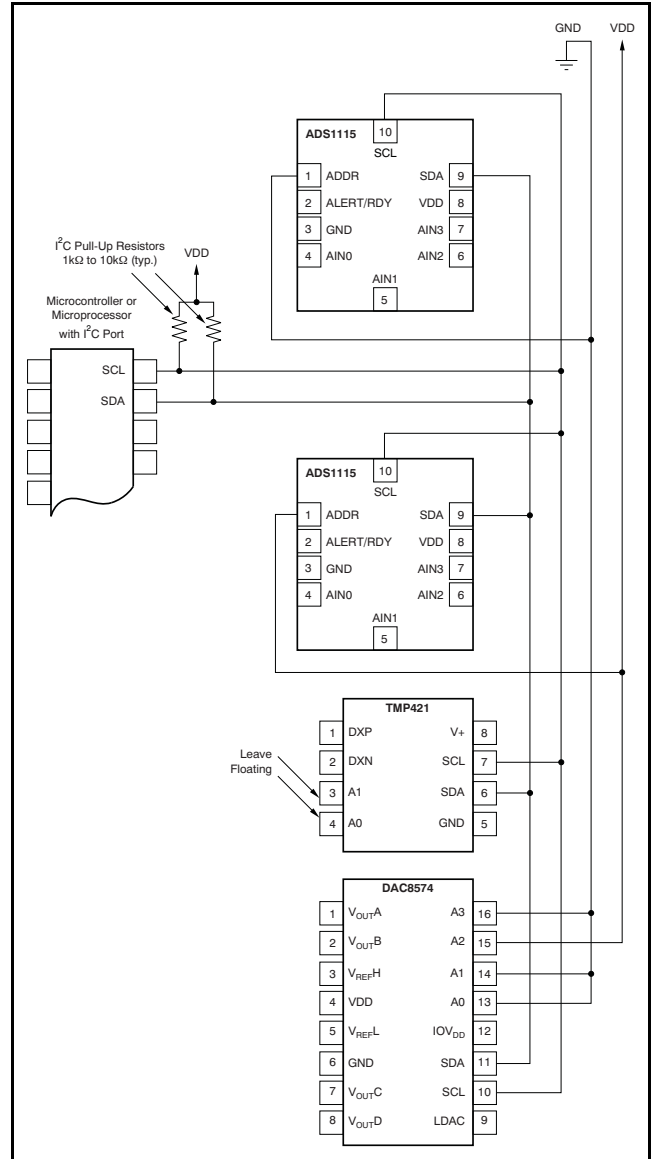 GND VDD
ADS1115
10
SCL
1 ADDR SDA 9
2 ALERT/RDY VDD 8
3 GND AIN3 7
4 AIN0 AIN2 6
AIN1
5
I²C Pull-Up Resistors
1kΩ to 10kΩ (typ.)
VDD
Microcontroller or
Microprocessor
with I²C Port
SCL
SDA
ADS1115
10
SCL
1 ADDR SDA 9
2 ALERT/RDY VDD 8
3 GND AIN3 7
4 AIN0 AIN2 6
AIN1
5
TMP421
1 DXP V+ 8
2 DXN SCL 7
3 A1 SDA 6
4 A0 GND 5
Leave
Floating
DAC8574
1 VOUTA A3 16
2 VOUTB A2 15
3 VREFH A1 14
4 VDD A0 13
5 VREFL IOVDD 12
6 GND SDA 11
7 VOUTC SCL 10
8 VOUTD LDAC 9